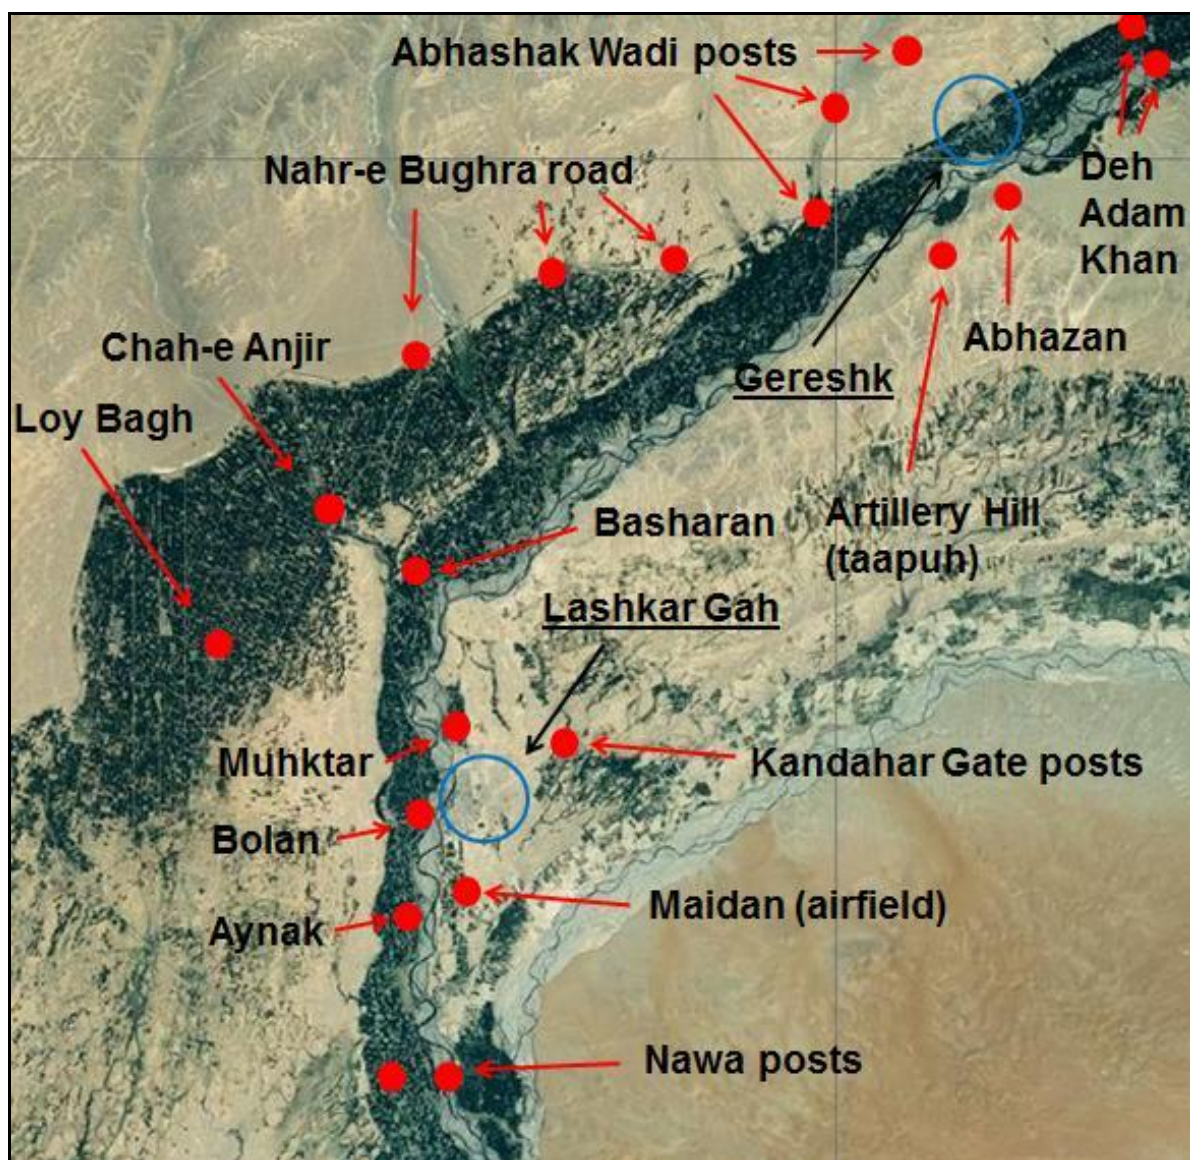 Abhashak Wadi posts
Nahr-e Bughra road
Deh
Adam
Khan
Chah-e Anjir
Abhazan
Gereshk
Loy Bagh
Artillery Hill
(taapuh)
Basharan
Lashkar Gah
Muhktar
Kandahar Gate posts
Bolan
Maidan (airfield)
Aynak
Nawa posts